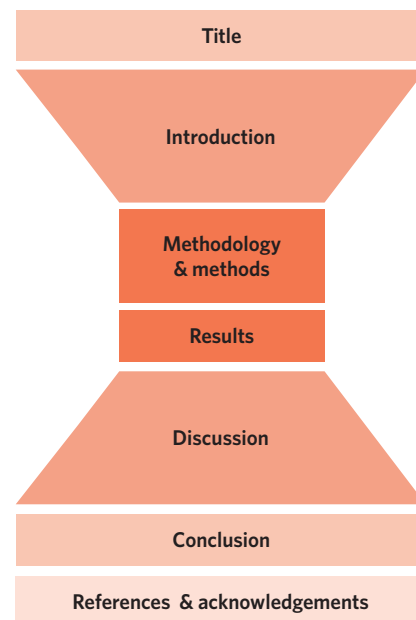 Title
Introduction
Methodology
& methods
Results
Discussion
Conclusion
References & acknowledgements